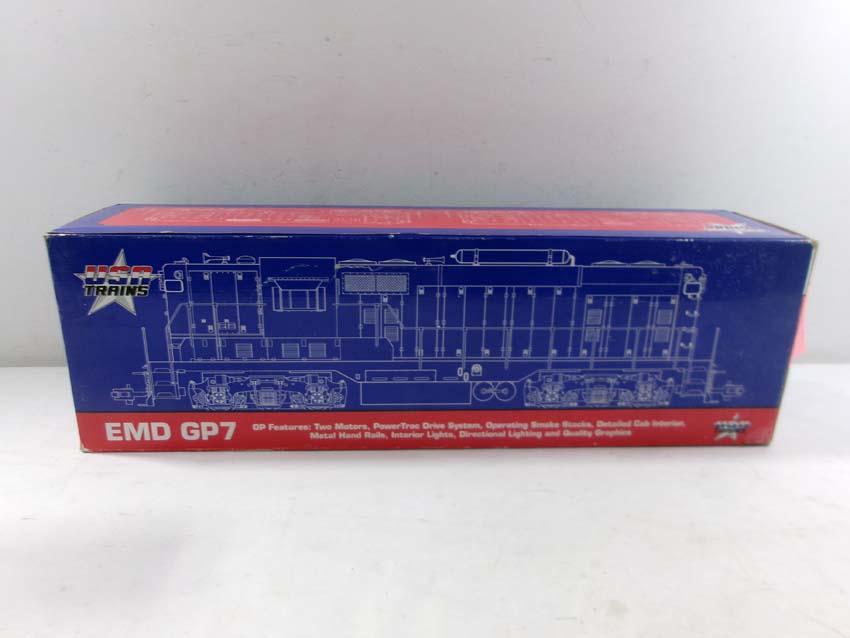 USA
TRAINS
EMD GP7
GP Features: Two Motors, PowerTrac Drive System, Operating Smoke Stacks, Detailed Cab Interior,
Metal Hand Rails, Interior Lights, Directional Lighting and Quality Graphics